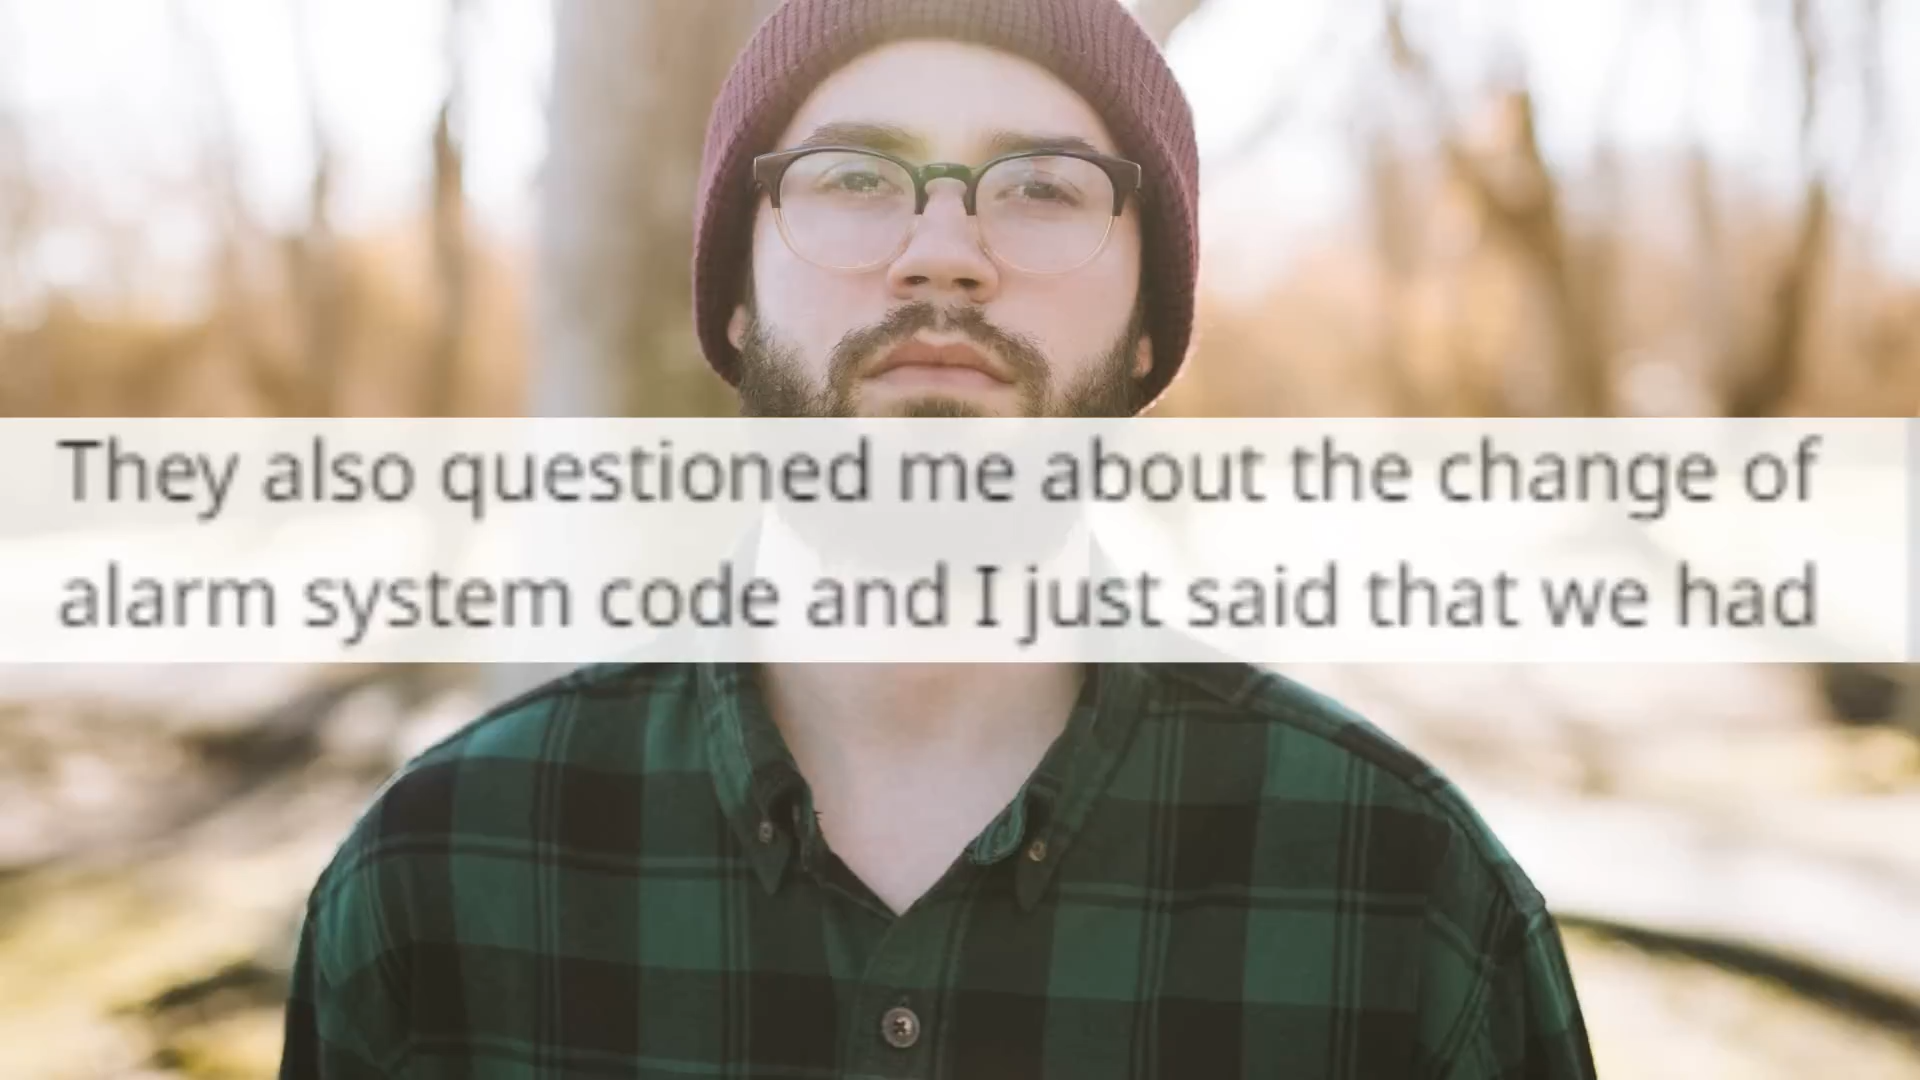 They also questioned me about the change of
alarm system code and I just said that we had